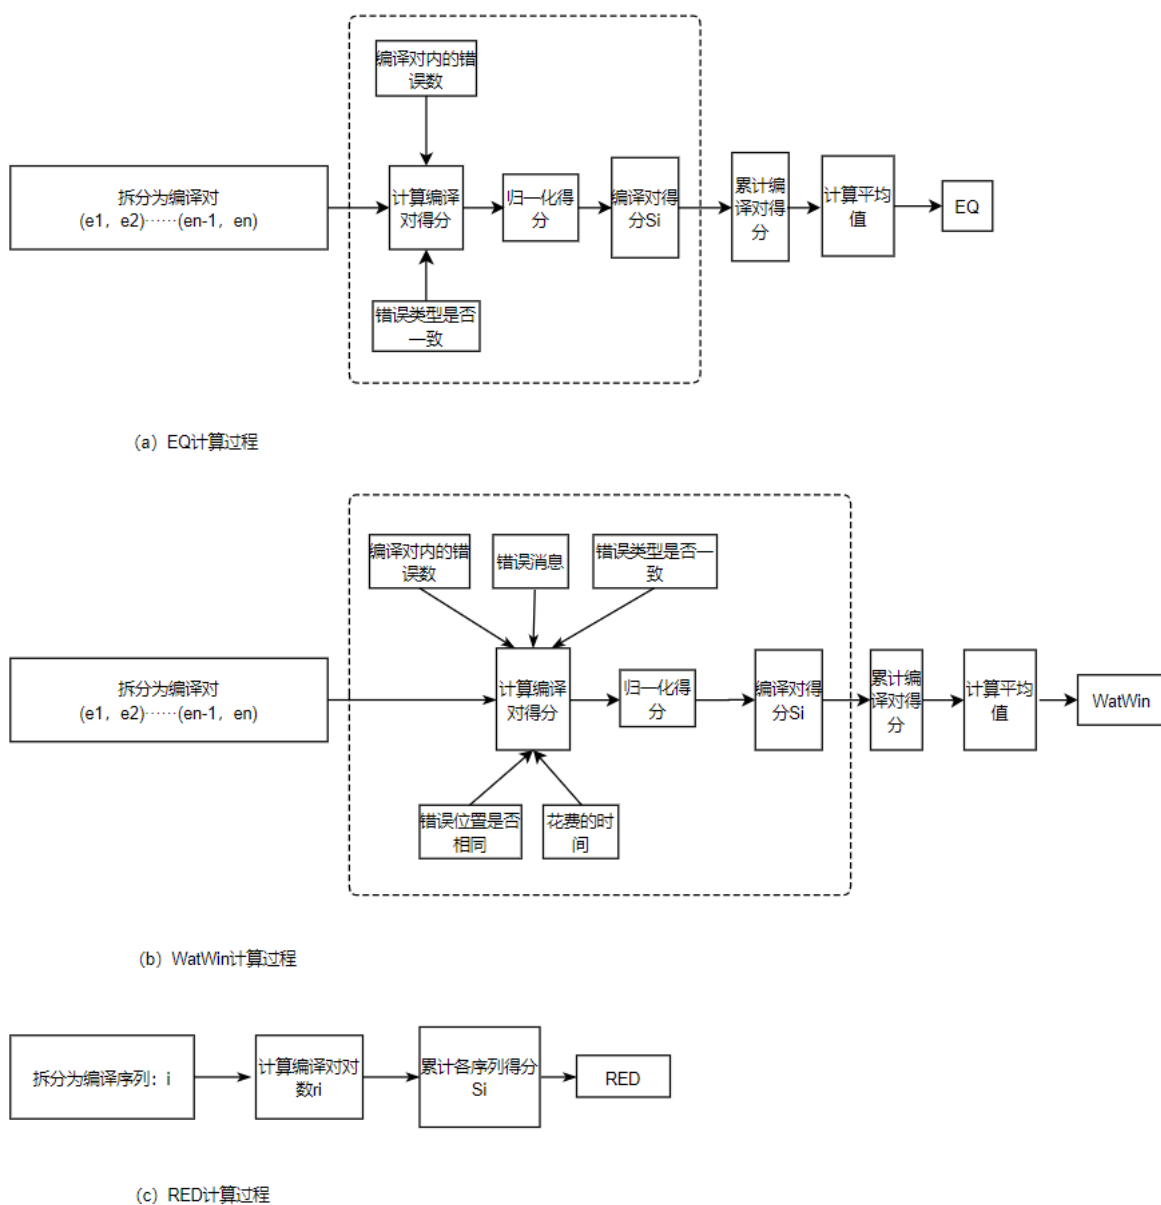 编译对内的错
误数
拆分为编译对
(e1，e2)……(en-1，en)
计算编译
对得分
归一化得
分
编译对得
分Si
累计编
译对得
分
计算平均
值
EQ
错误类型是否
一致
（a）EQ计算过程
编译对内的错
误数
错误消息
错误类型是否一
致
拆分为编译对
(e1，e2)……(en-1，en)
计算编译
对得分
归一化得
分
编译对得
分Si
累计编
译对得
分
计算平均
值
WatWin
错误位置是否
相同
花费的时
间
（b）WatWin计算过程
拆分为编译序列：i
计算编译对对
数ri
累计各序列得分
Si
RED
（c）RED计算过程